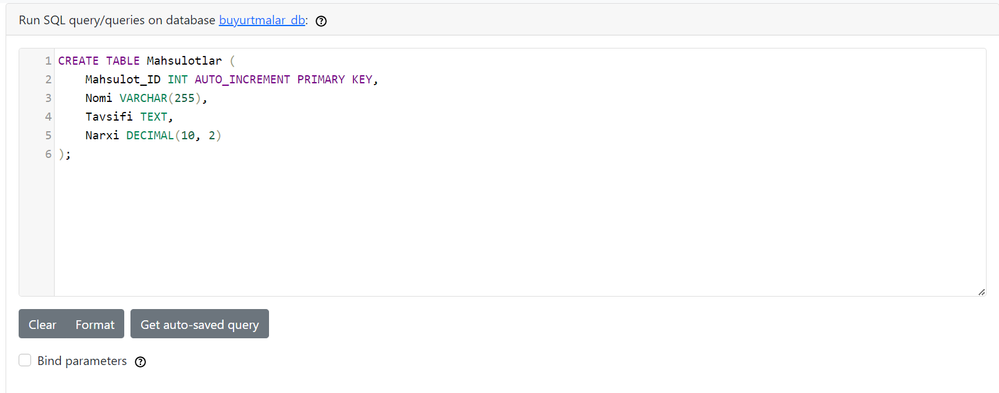 Run SQL query/queries on database buyurtmalar_db:
1 CREATE TABLE Mahsulotlar (
2 Mahsulot_ID INT AUTO_INCREMENT PRIMARY KEY,
3 Nomi VARCHAR(255),
4 Tavsifi TEXT,
5 Narxi DECIMAL(10, 2)
6 );
Clear Format Get auto-saved query
Bind parameters